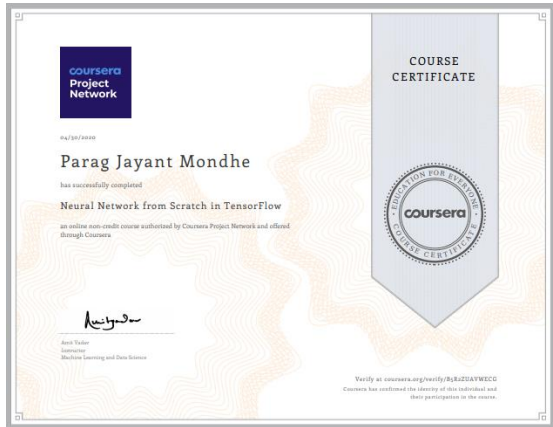 coursera
Project
Network
04/30/2020
Parag Jayant Mondhe
has successfully completed
Neural Network from Scratch in TensorFlow
an online non-credit course authorized by Coursera Project Network and offered
through Coursera
Amit Yadav
Instructor
Machine Learning and Data Science
COURSE
CERTIFICATE
EDUCATION FOR EVERYONE
coursera
COURSE CERTIFICATE
Verify at coursera.org/verify/
Coursera has confirmed the identity of this individual and
their participation in the course.